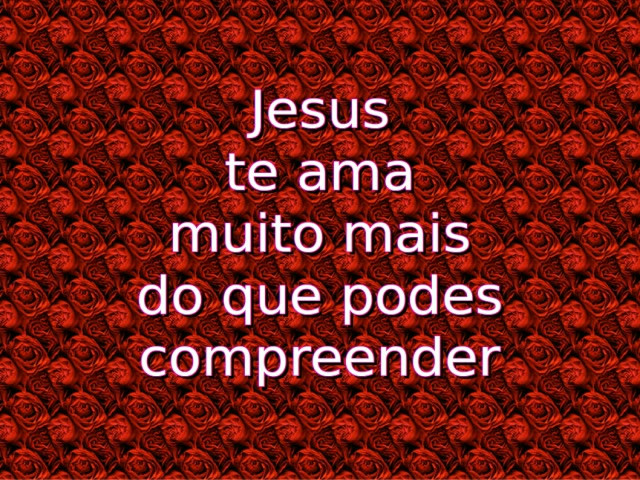 Jesus
te ama
muito mais
do que podes
compreender